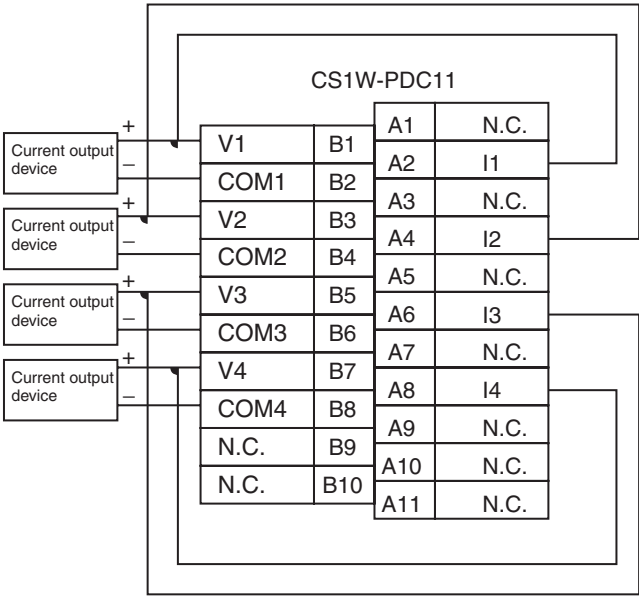 CS1W-PDC11
+
Current output
device
–
+
Current output
device
–
+
Current output
device
–
+
Current output
device
–
V1 B1
COM1 B2
V2 B3
COM2 B4
V3 B5
COM3 B6
V4 B7
COM4 B8
N.C. B9
N.C. B10
A1 N.C.
A2 I1
A3 N.C.
A4 I2
A5 N.C.
A6 I3
A7 N.C.
A8 I4
A9 N.C.
A10 N.C.
A11 N.C.